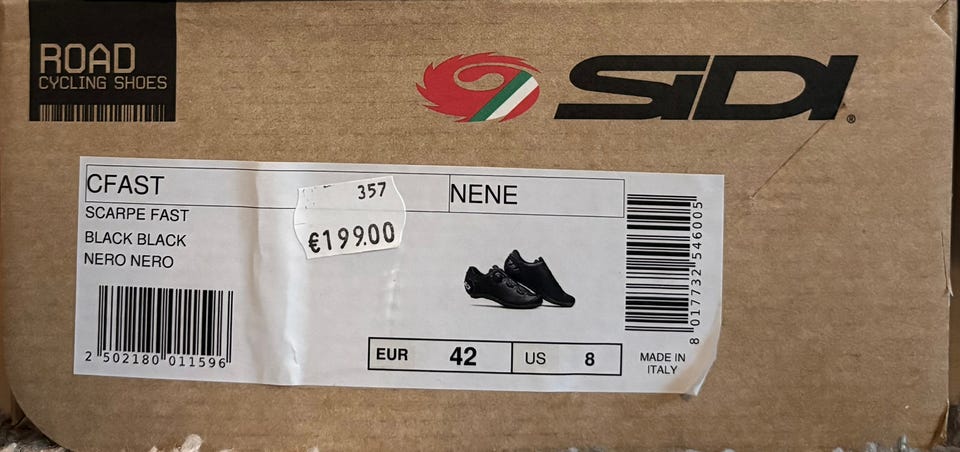 ROAD
CYCLING SHOES
SIDI®
CFAST
NENE
SCARPE FAST
BLACK BLACK
NERO NERO
357
€199.00
2 502180 011596
EUR 42 US 8
MADE IN
ITALY
8 017732 546005